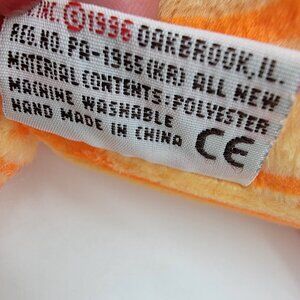 INC. ©1996 OAKBROOK,IL.
REG.NO. PA-1965(KR) ALL NEW
MATERIAL CONTENTS:POLYESTER
MACHINE WASHABLE
HAND MADE IN CHINA CE